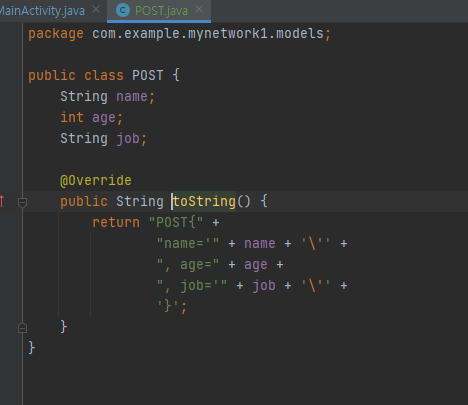 MainActivity.java POST.java
package com.example.mynetwork1.models;
public class POST {
String name;
int age;
String job;
@Override
public String toString() {
return "POST{" +
"name='" + name + '\'' +
", age=" + age +
", job='" + job + '\'' +
'}';
}
}